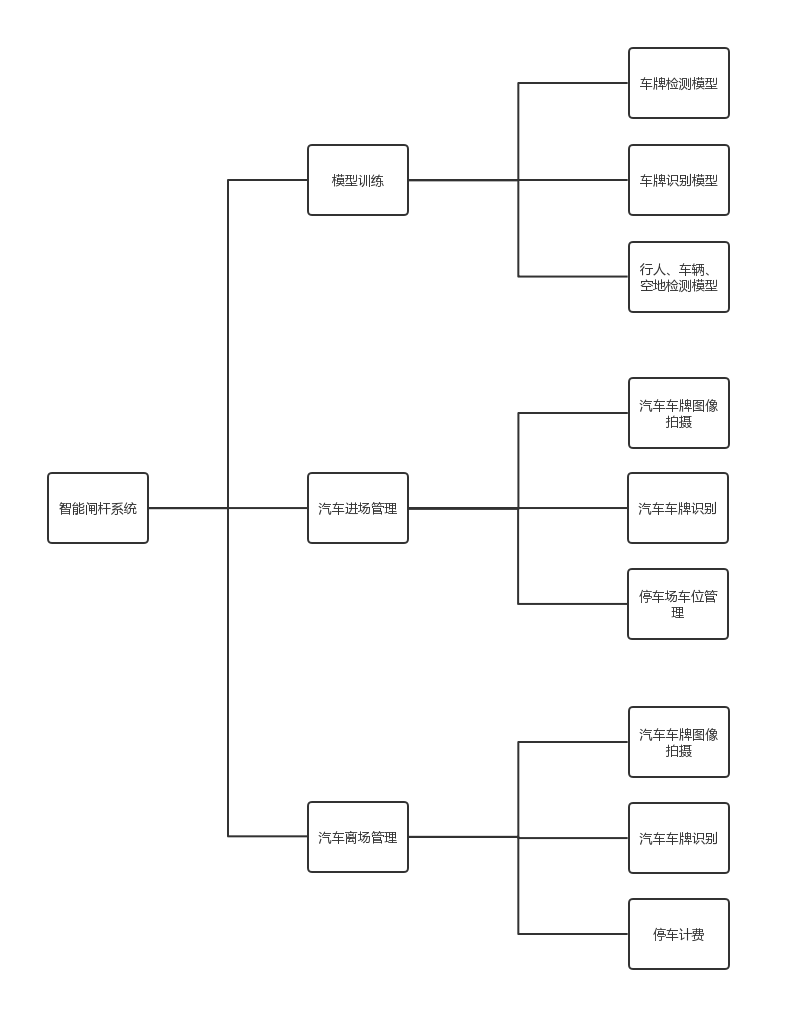 车牌检测模型
模型训练
车牌识别模型
行人、车辆、
空地检测模型
汽车车牌图像
拍摄
智能闸杆系统
汽车进场管理
汽车车牌识别
停车场车位管
理
汽车车牌图像
拍摄
汽车离场管理
汽车车牌识别
停车计费